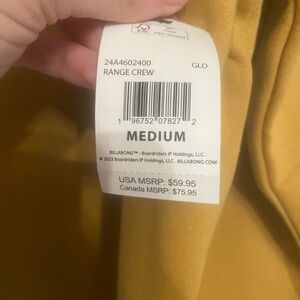 24A4602400 GLD
RANGE CREW
1 96752 07827 2
MEDIUM
BILLABONG™ - Boardriders IP Holdings, LLC.
© 2023 Boardriders IP Holdings, LLC. BILLABONG.COM
USA MSRP: $59.95
Canada MSRP: $75.95